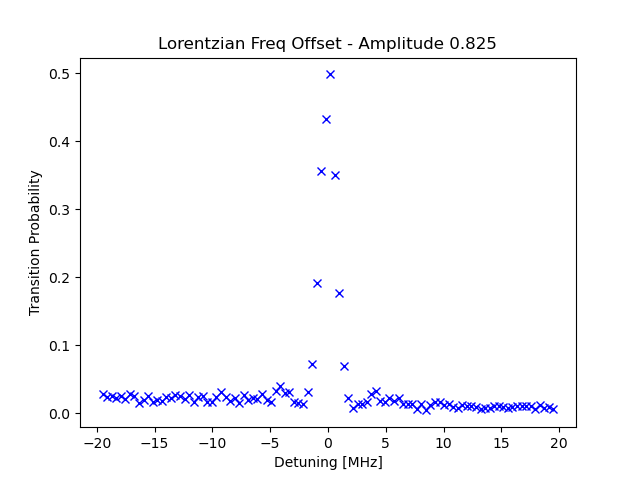 Lorentzian Freq Offset - Amplitude 0.825
0.5
0.4
0.3
0.2
0.1
0.0
Transition Probability
−20 −15 −10 −5 0 5 10 15 20
Detuning [MHz]